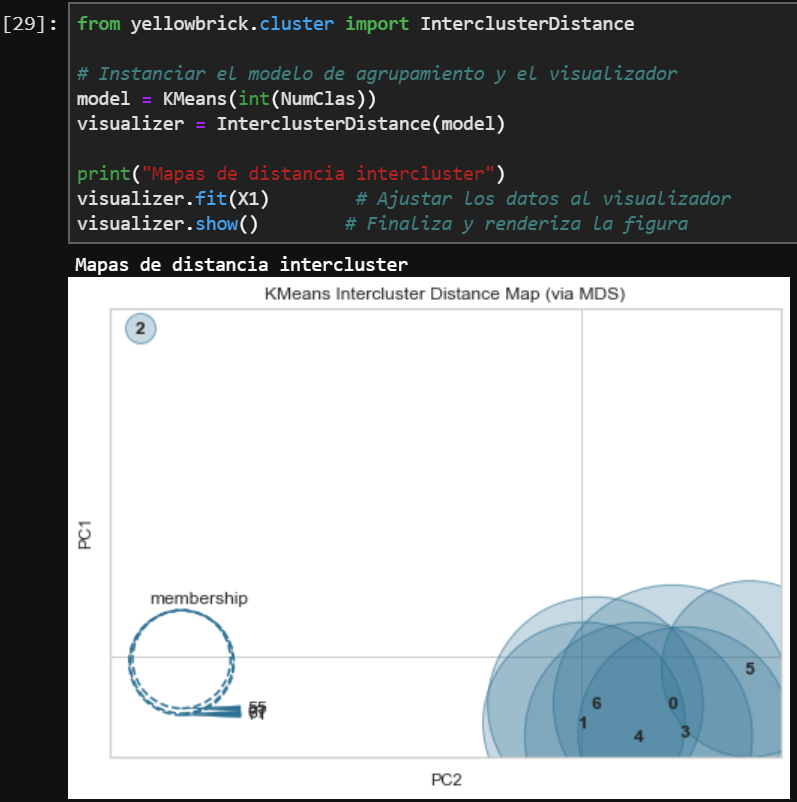 [29]: from yellowbrick.cluster import InterclusterDistance
# Instanciar el modelo de agrupamiento y el visualizador
model = KMeans(int(NumClas))
visualizer = InterclusterDistance(model)
print("Mapas de distancia intercluster")
visualizer.fit(X1)        # Ajustar los datos al visualizador
visualizer.show()       # Finaliza y renderiza la figura
Mapas de distancia intercluster
KMeans Intercluster Distance Map (via MDS)
2
PC1
membership
5
6
0
1
3
4
PC2